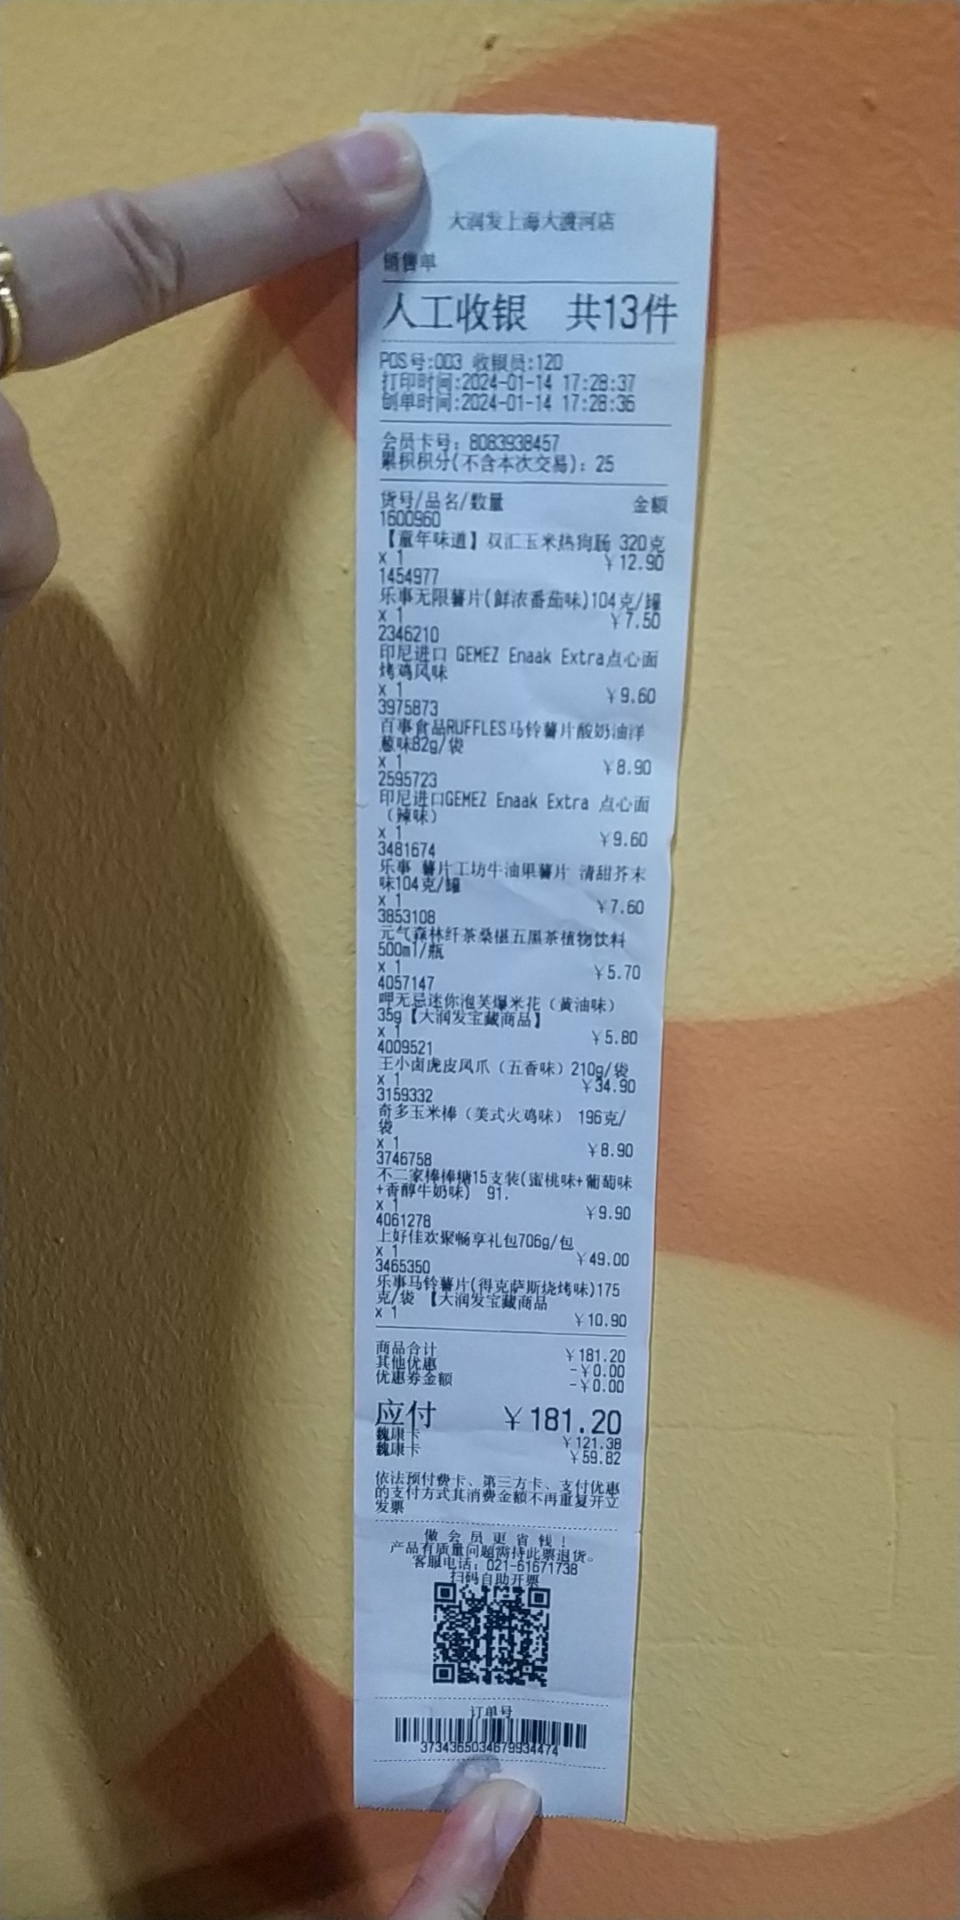 大润发上海大渡河店
销售单
人工收银 共13件
POS号:003 收银员:120
打印时间:2024-01-14 17:28:37
创单时间:2024-01-14 17:28:36
会员卡号: 8083938457
累积积分(不含本次交易): 25
货号/品名/数量 金额
1600960
【童年味道】双汇玉米热狗肠 320克
x 1 ￥12.90
1454977
乐事无限薯片(鲜浓番茄味)104克/罐
x 1 ￥7.50
2346210
印尼进口 GEMEZ Enaak Extra点心面
烤鸡风味
x 1 ￥9.60
3975873
百事食品RUFFLES马铃薯片酸奶油洋
葱味82g/袋
x 1 ￥8.90
2595723
印尼进口GEMEZ Enaak Extra 点心面
（辣味）
x 1 ￥9.60
3481674
乐事 薯片工坊牛油果薯片 清甜芥末
味104克/罐
x 1 ￥7.60
3853108
元气森林纤茶桑椹五黑茶植物饮料
500ml/瓶
x 1 ￥5.70
4057147
呷无忌迷你泡芙爆米花（黄油味）
35g【大润发宝藏商品】
x 1 ￥5.80
4009521
王小卤虎皮凤爪（五香味）210g/袋
x 1 ￥34.90
3159332
奇多玉米棒（美式火鸡味） 196克/
袋
x 1 ￥8.90
3746758
不二家棒棒糖15支装(蜜桃味+葡萄味
+香醇牛奶味) 91.
x 1 ￥9.90
4061278
上好佳欢聚畅享礼包706g/包
x 1 ￥49.00
3465350
乐事马铃薯片(得克萨斯烧烤味)175
克/袋 【大润发宝藏商品
x 1 ￥10.90
商品合计 ￥181.20
其他优惠 -￥0.00
优惠券金额 -￥0.00
应付 ￥181.20
魏康卡 ￥121.38
魏康卡 ￥59.82
依法预付费卡、第三方卡、支付优惠
的支付方式其消费金额不再重复开立
发票
做 会 员 更 省 钱 !
产品有质量问题需持此票退货。
客服电话: 021-61671738
扫码自助开票
订单号
3734365034679934474